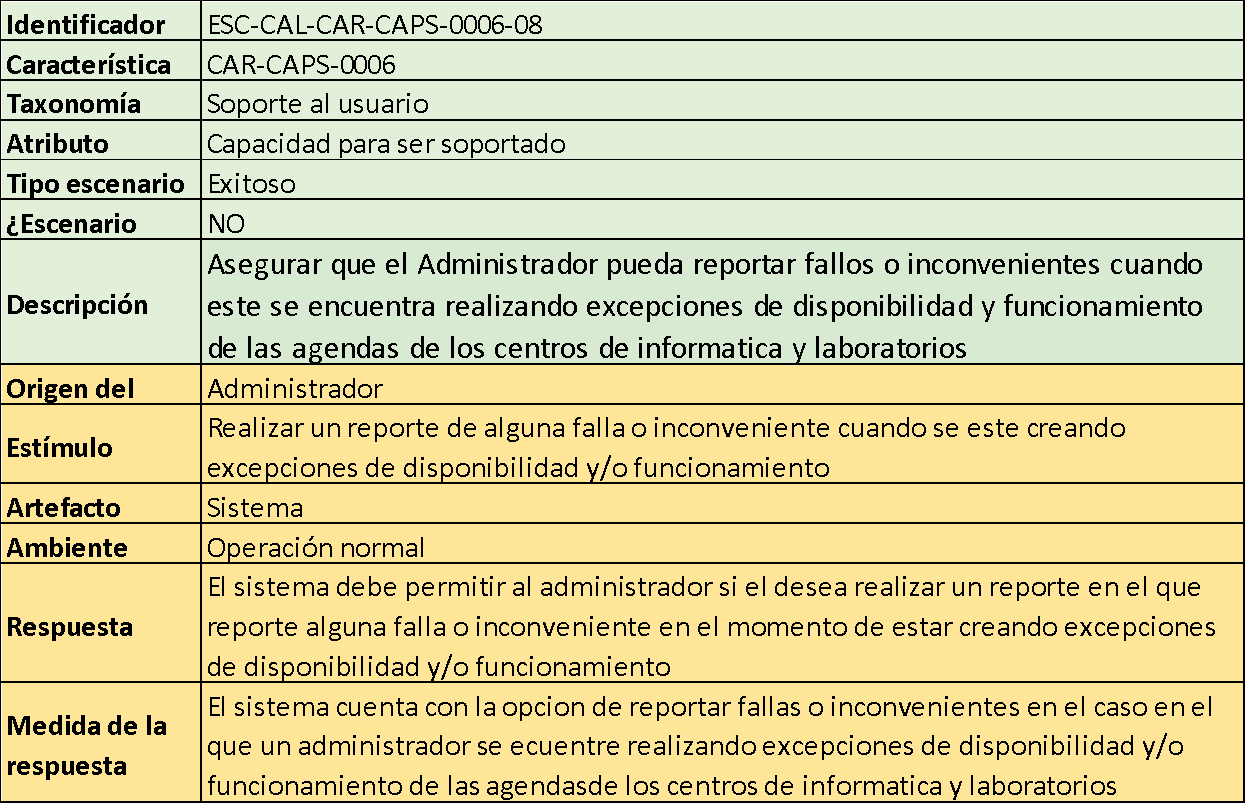 Identificador ESC-CAL-CAR-CAPS-0006-08
Característica CAR-CAPS-0006
Taxonomía Soporte al usuario
Atributo Capacidad para ser soportado
Tipo escenario Exitoso
¿Escenario NO
Descripción
Asegurar que el Administrador pueda reportar fallos o inconvenientes cuando
este se encuentra realizando excepciones de disponibilidad y funcionamiento
de las agendas de los centros de informatica y laboratorios
Origen del Administrador
Estímulo
Realizar un reporte de alguna falla o inconveniente cuando se este creando
excepciones de disponibilidad y/o funcionamiento
Artefacto Sistema
Ambiente Operación normal
Respuesta
El sistema debe permitir al administrador si el desea realizar un reporte en el que
reporte alguna falla o inconveniente en el momento de estar creando excepciones
de disponibilidad y/o funcionamiento
Medida de la
respuesta
El sistema cuenta con la opcion de reportar fallas o inconvenientes en el caso en el
que un administrador se ecuentre realizando excepciones de disponibilidad y/o
funcionamiento de las agendasde los centros de informatica y laboratorios